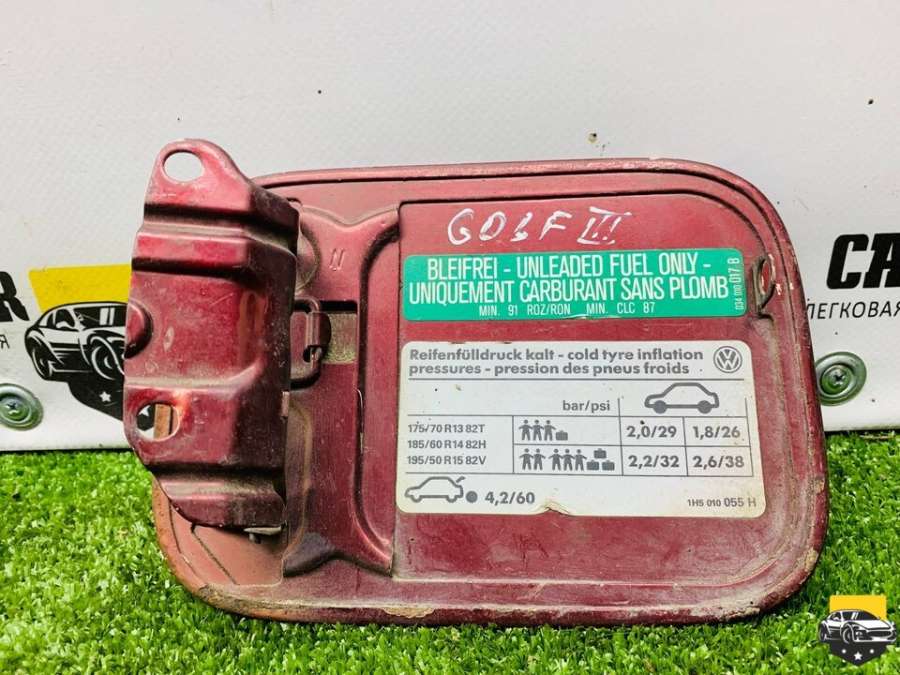 GOLF III
BLEIFREI - UNLEADED FUEL ONLY -
UNIQUEMENT CARBURANT SANS PLOMB
MIN. 91 ROZ/RON MIN. CLC 87
017 B
Reifenfülldruck kalt - cold tyre inflation
pressures - pression des pneus froids
bar/psi
175/70 R13 82T
185/60 R14 82H
195/50 R15 82V
2,0/29 1,8/26
2,2/32 2,6/38
4,2/60
1H5 010 055 H
CAR
ЛЕГКОВАЯ